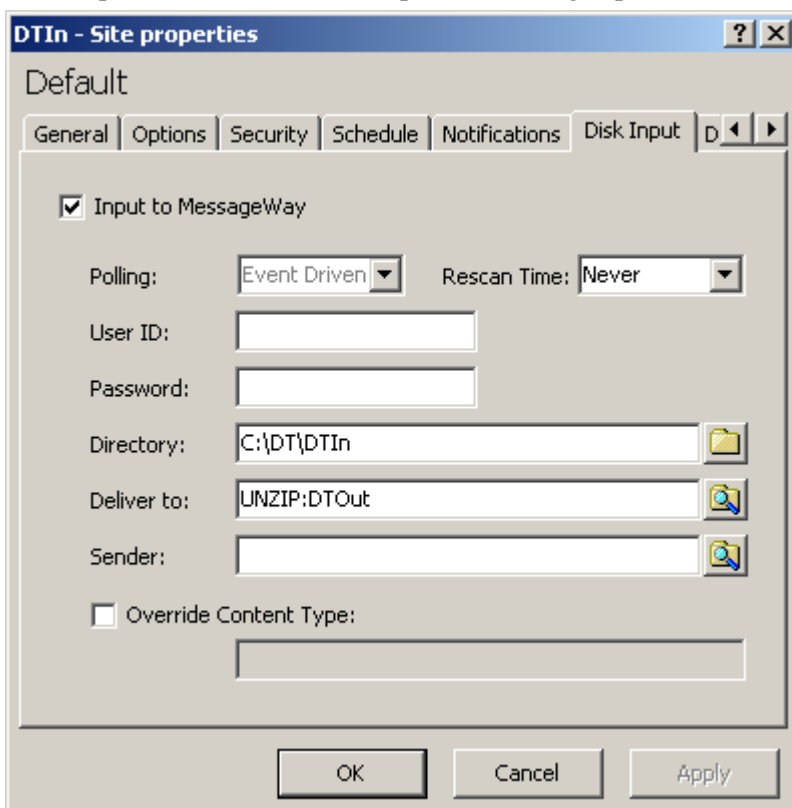 DTIn - Site properties
Default
General Options Security Schedule Notifications Disk Input D
Input to MessageWay
Polling: Event Driven Rescan Time: Never
User ID:
Password:
Directory: C:\DT\DTIn
Deliver to: UNZIP:DTOut
Sender:
Override Content Type:
OK Cancel Apply